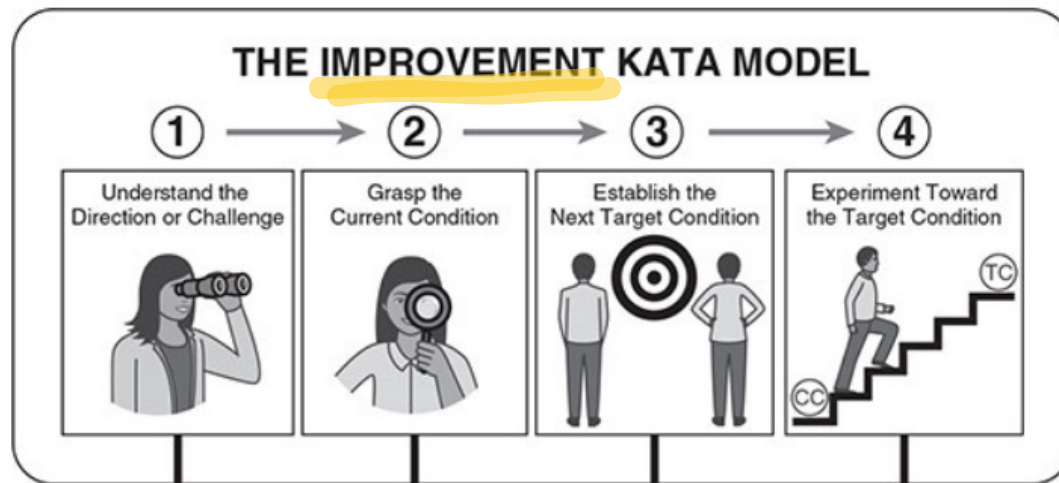 THE IMPROVEMENT KATA MODEL
1
2
3
4
Understand the
Direction or Challenge
Grasp the
Current Condition
Establish the
Next Target Condition
Experiment Toward
the Target Condition
TC
CC